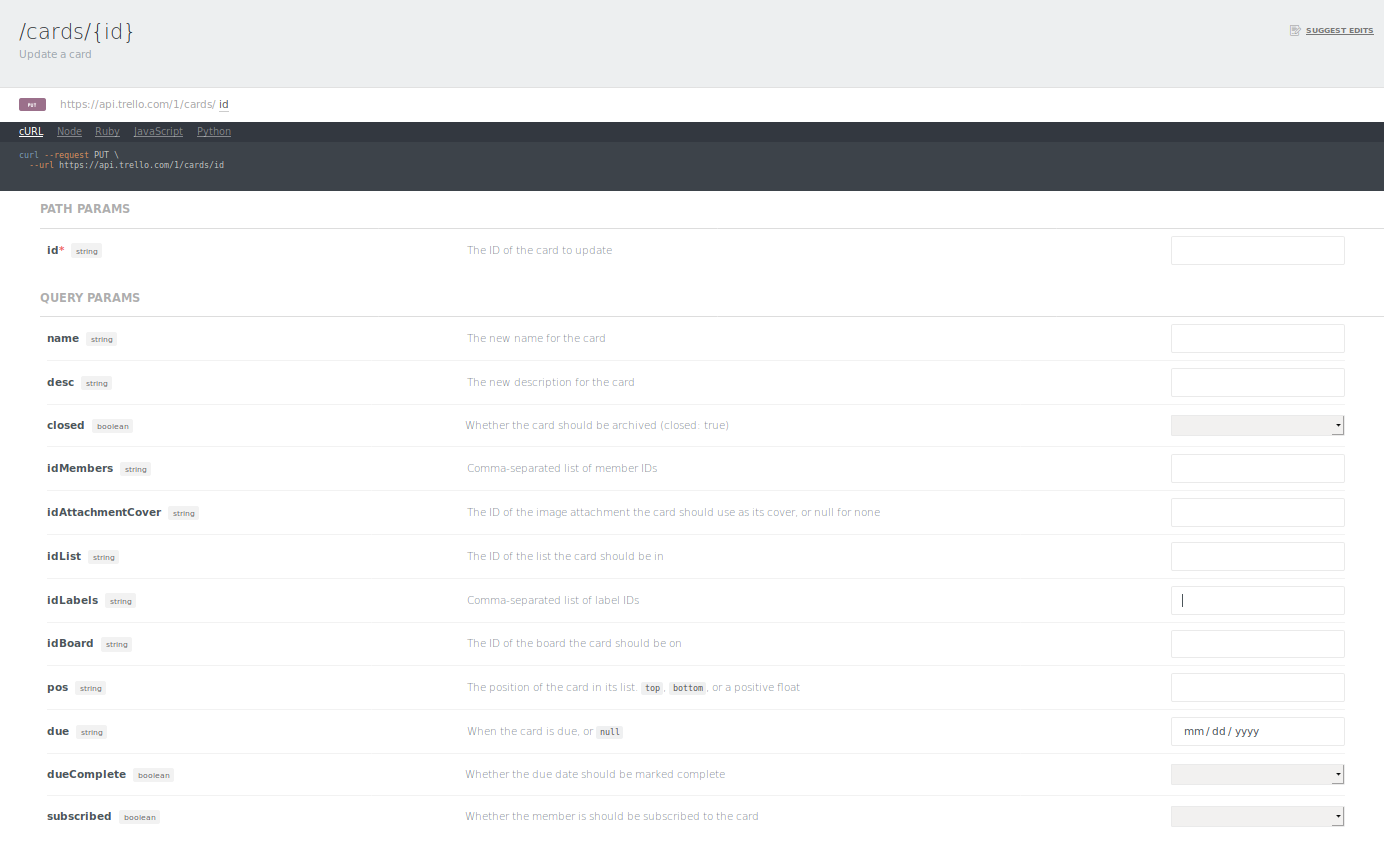 /cards/{id}
Update a card
SUGGEST EDITS
PUT https://api.trello.com/1/cards/ id
cURL Node Ruby JavaScript Python
curl --request PUT \
--url https://api.trello.com/1/cards/id
PATH PARAMS
id* string The ID of the card to update
QUERY PARAMS
name string The new name for the card
desc string The new description for the card
closed boolean Whether the card should be archived (closed: true)
idMembers string Comma-separated list of member IDs
idAttachmentCover string The ID of the image attachment the card should use as its cover, or null for none
idList string The ID of the list the card should be in
idLabels string Comma-separated list of label IDs
idBoard string The ID of the board the card should be on
pos string The position of the card in its list. top, bottom, or a positive float
due string When the card is due, or null mm / dd / yyyy
dueComplete boolean Whether the due date should be marked complete
subscribed boolean Whether the member is should be subscribed to the card